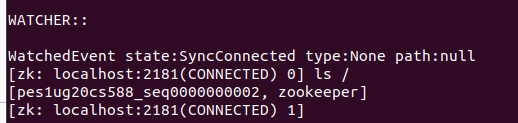 WATCHER::
WatchedEvent state:SyncConnected type:None path:null
[zk: localhost:2181(CONNECTED) 0] ls /
[pes1ug20cs588_seq0000000002, zookeeper]
[zk: localhost:2181(CONNECTED) 1]